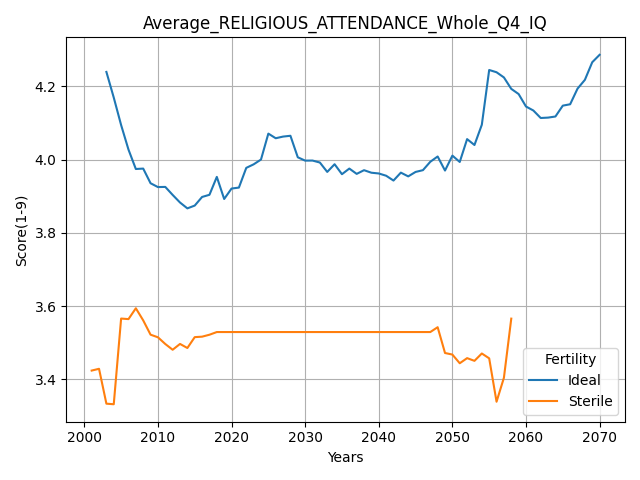 Average_RELIGIOUS_ATTENDANCE_Whole_Q4_IQ
Score(1-9)
4.2
4.0
3.8
3.6
3.4
2000 2010 2020 2030 2040 2050 2060 2070
Years
Fertility
Ideal
Sterile